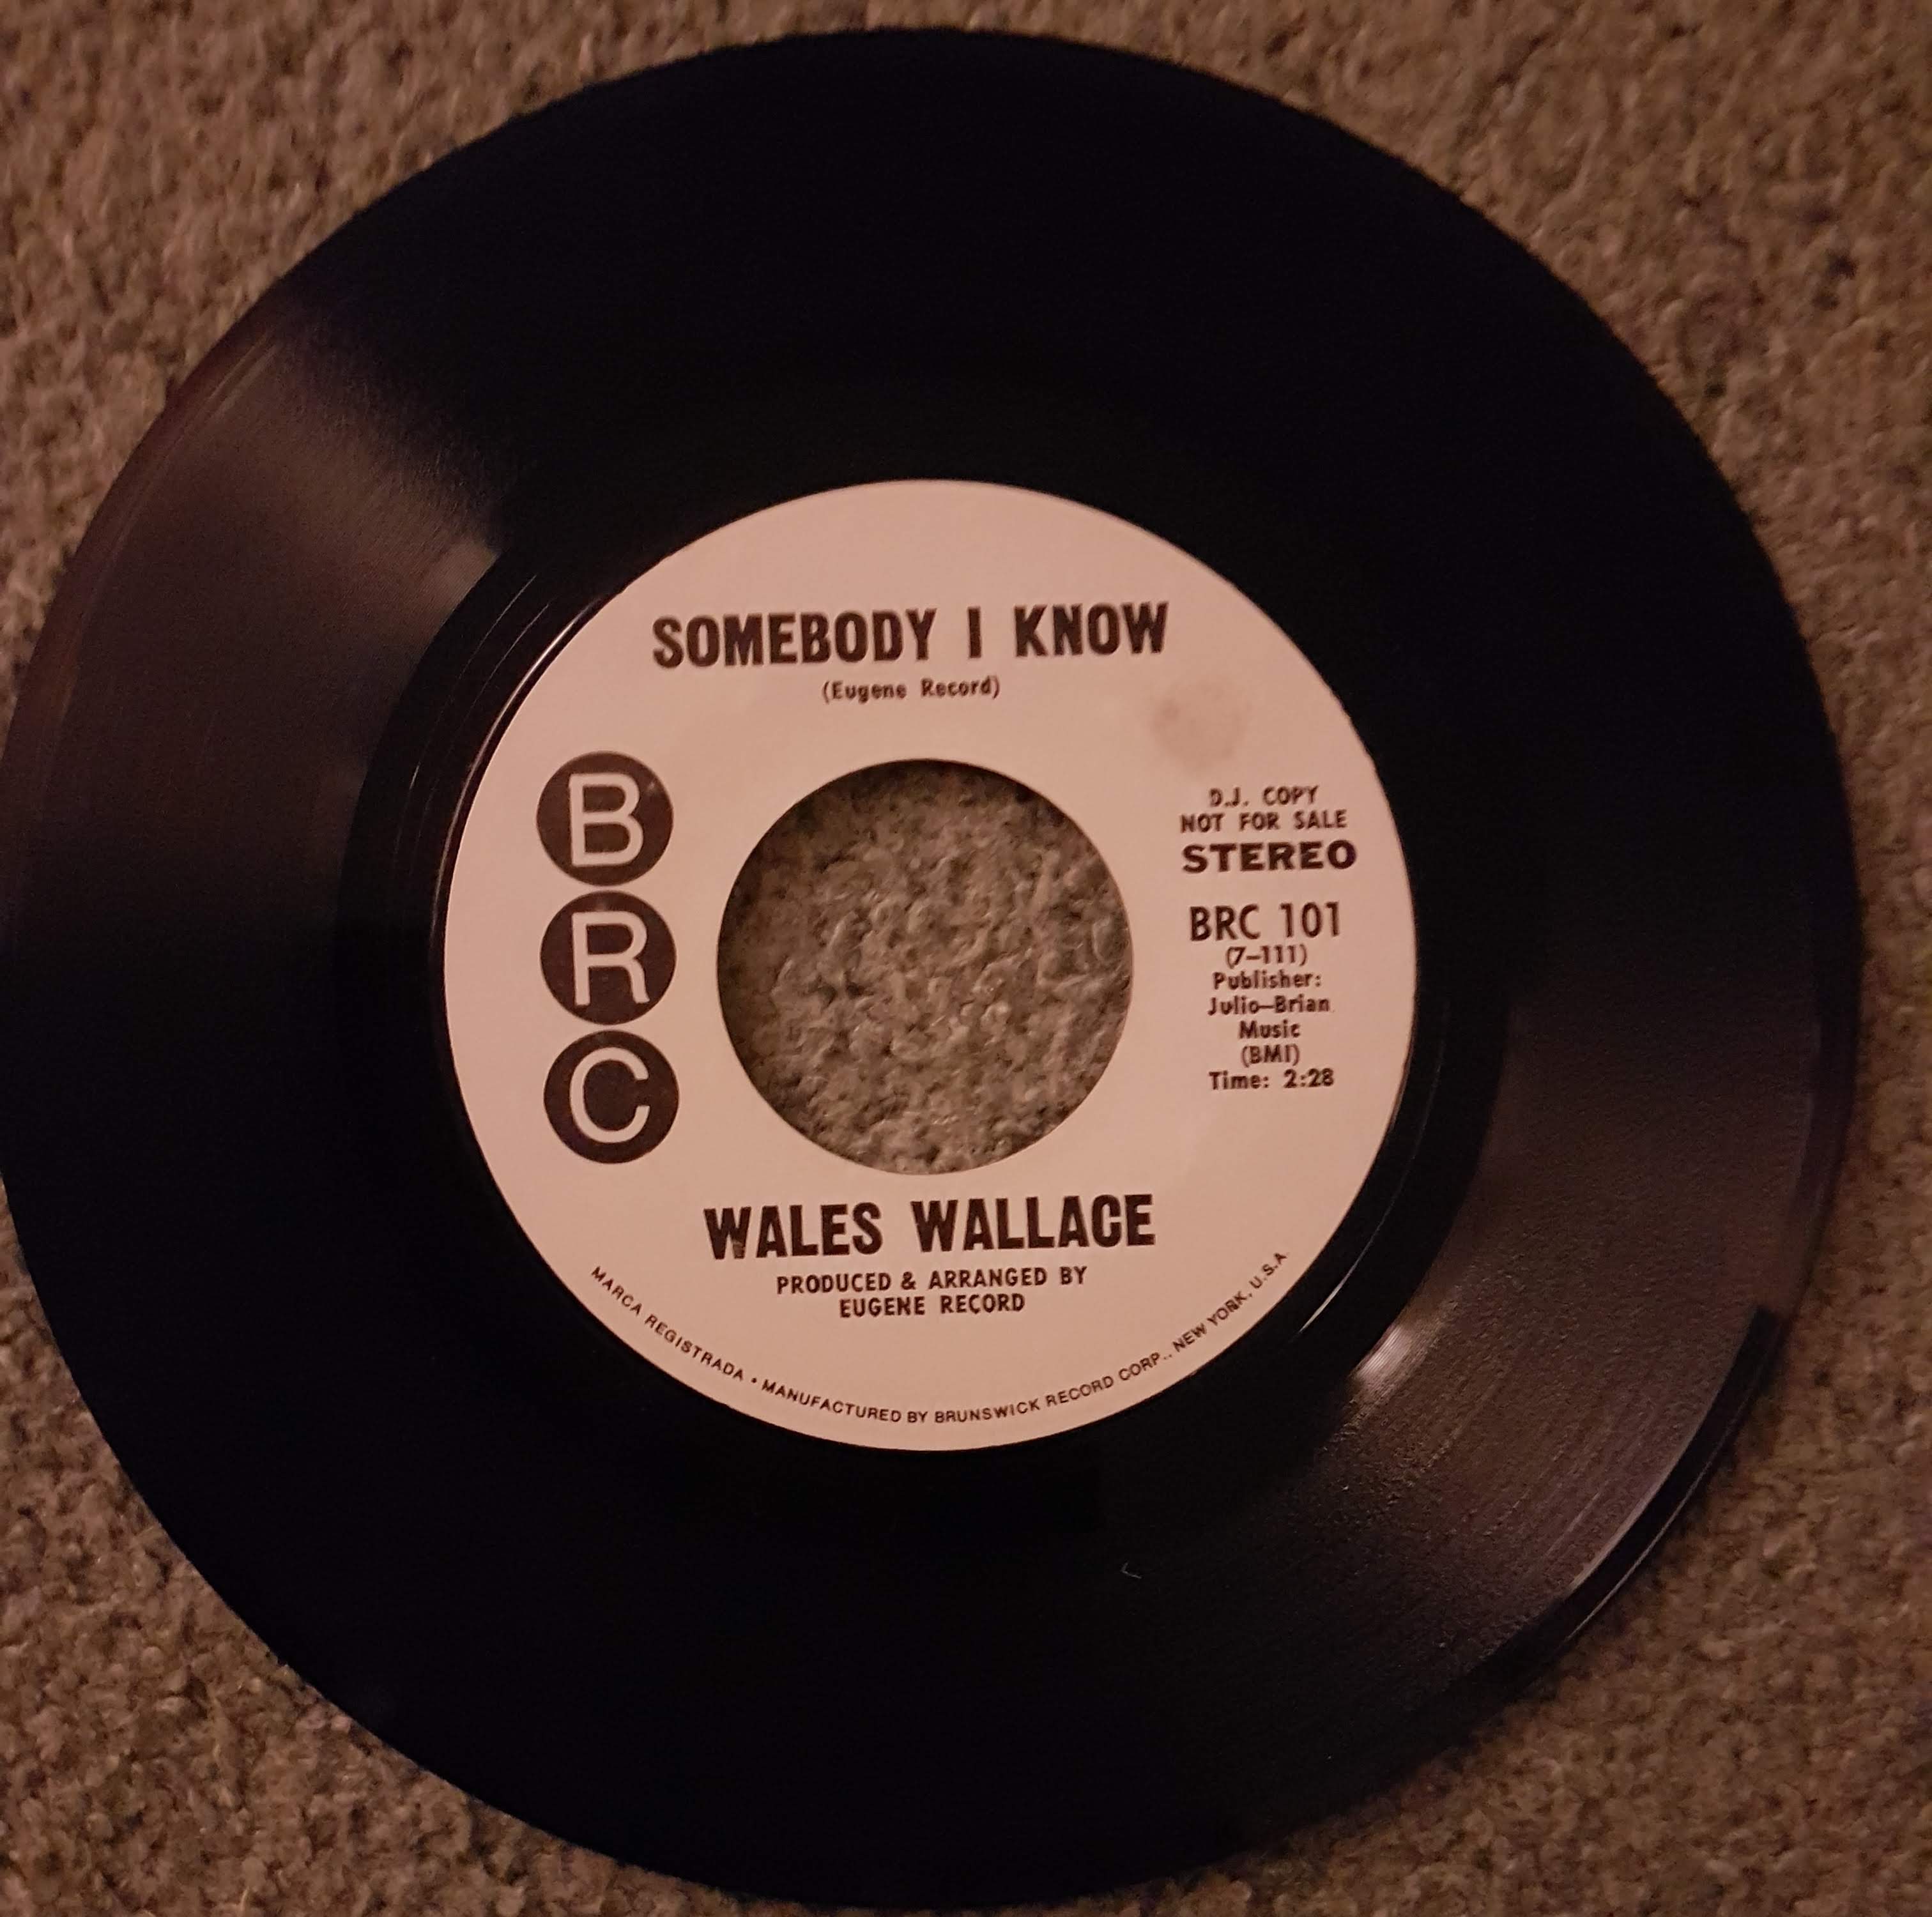 SOMEBODY I KNOW
(Eugene Record)
B
R
C
D.J. COPY
NOT FOR SALE
STEREO
BRC 101
(7-111)
Publisher:
Julio-Brian
Music
(BMI)
Time: 2:28
WALES WALLACE
PRODUCED & ARRANGED BY
EUGENE RECORD
MARCA REGISTRADA • MANUFACTURED BY BRUNSWICK RECORD CORP., NEW YORK, U.S.A.